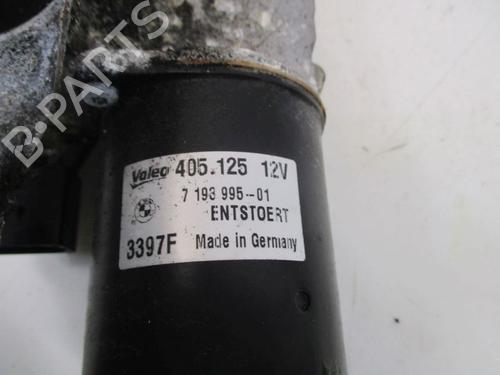 B-PARTS
Valeo 405.125 12V
7 193 995-01
ENTSTOERT
3397F Made in Germany